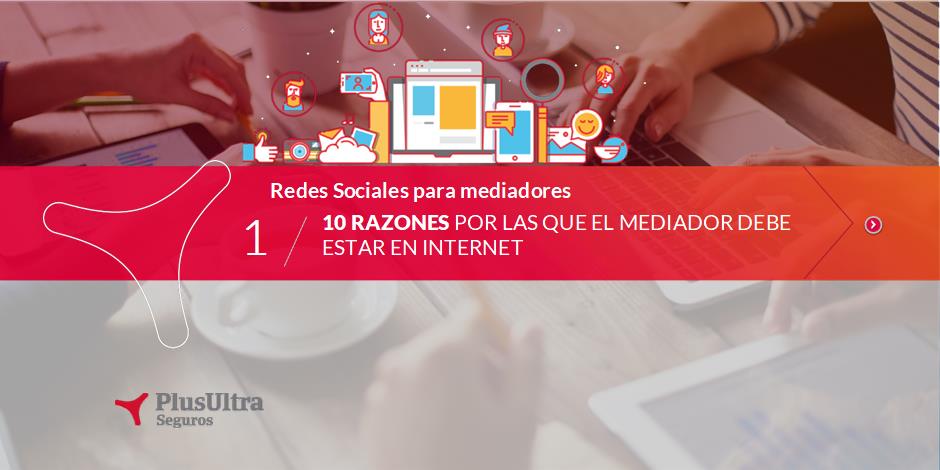 Redes Sociales para mediadores
1
10 RAZONES POR LAS QUE EL MEDIADOR DEBE
ESTAR EN INTERNET
PlusUltra
Seguros